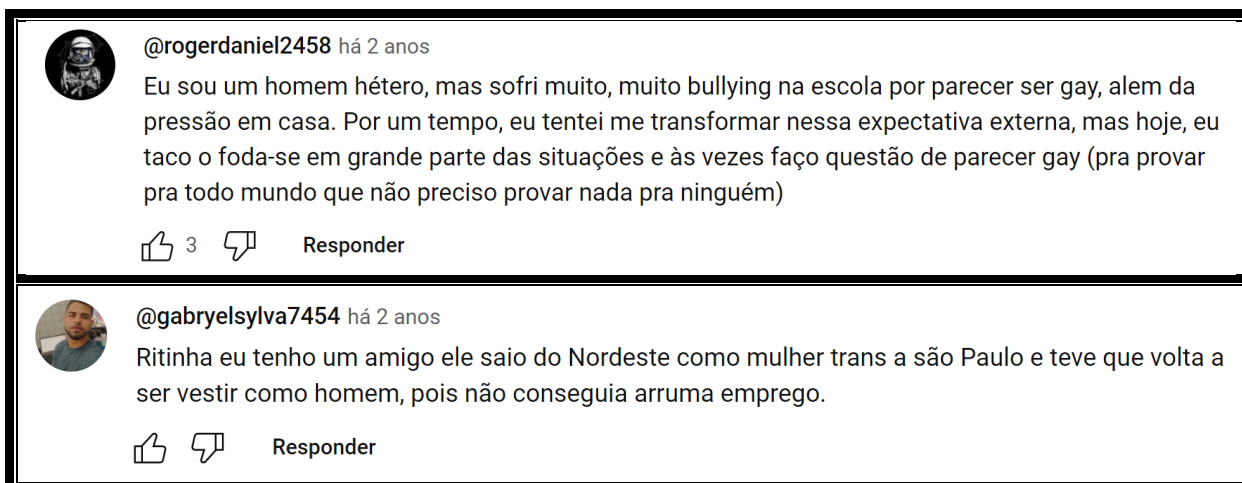 @rogerdaniel2458 há 2 anos
Eu sou um homem hétero, mas sofri muito, muito bullying na escola por parecer ser gay, alem da
pressão em casa. Por um tempo, eu tentei me transformar nessa expectativa externa, mas hoje, eu
taco o foda-se em grande parte das situações e às vezes faço questão de parecer gay (pra provar
pra todo mundo que não preciso provar nada pra ninguém)
3 Responder
@gabryelsylva7454 há 2 anos
Ritinha eu tenho um amigo ele saio do Nordeste como mulher trans a são Paulo e teve que volta a
ser vestir como homem, pois não conseguia arruma emprego.
Responder